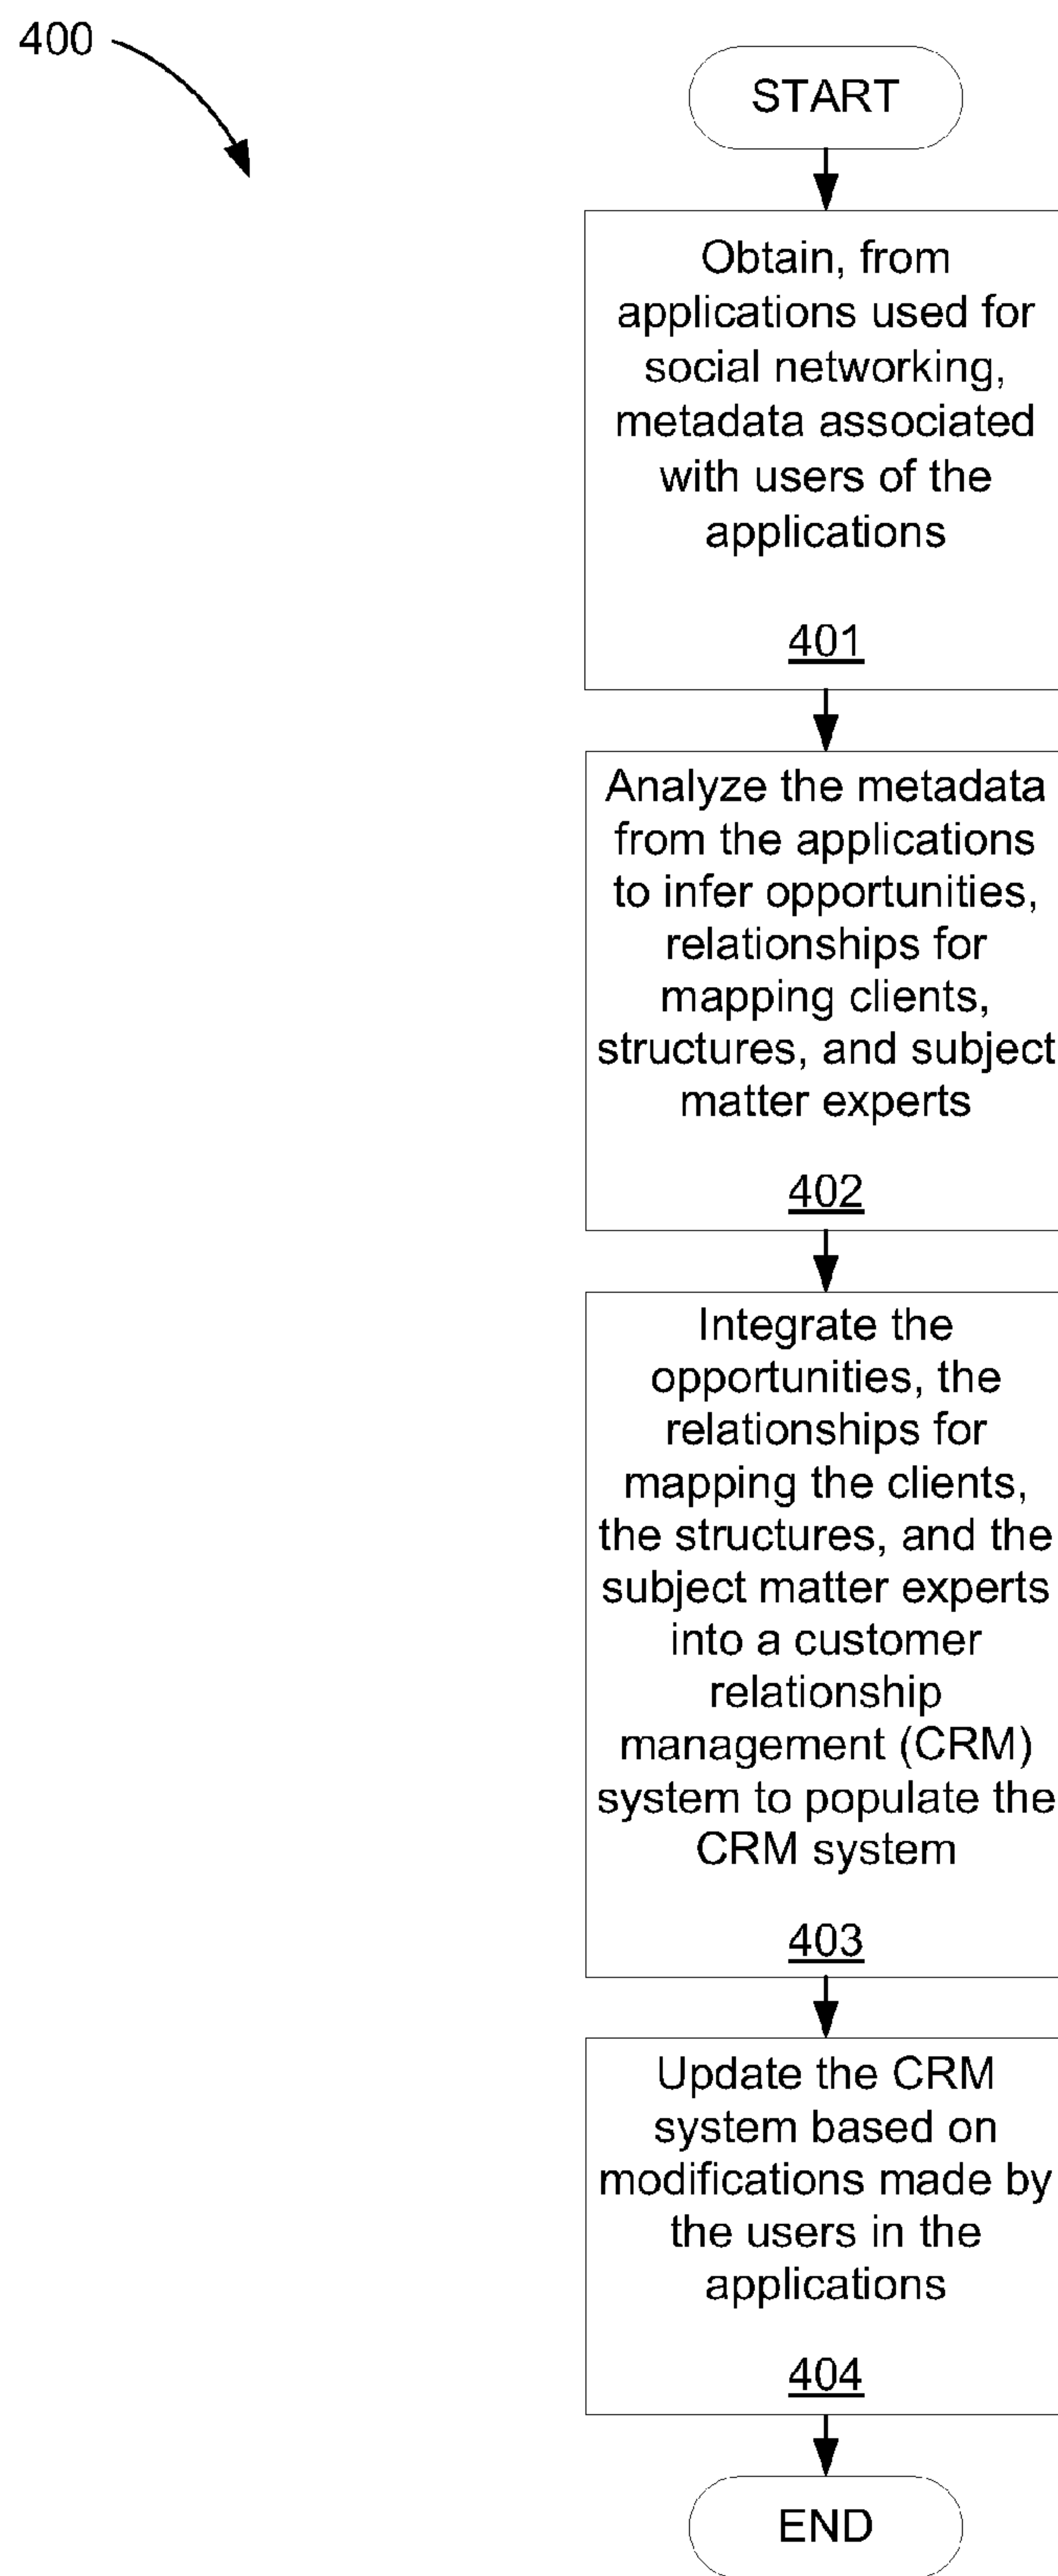 400
START
Obtain, from
applications used for
social networking,
metadata associated
with users of the
applications
401
Analyze the metadata
from the applications
to infer opportunities,
relationships for
mapping clients,
structures, and subject
matter experts
402
Integrate the
opportunities, the
relationships for
mapping the clients,
the structures, and the
subject matter experts
into a customer
relationship
management (CRM)
system to populate the
CRM system
403
Update the CRM
system based on
modifications made by
the users in the
applications
404
END